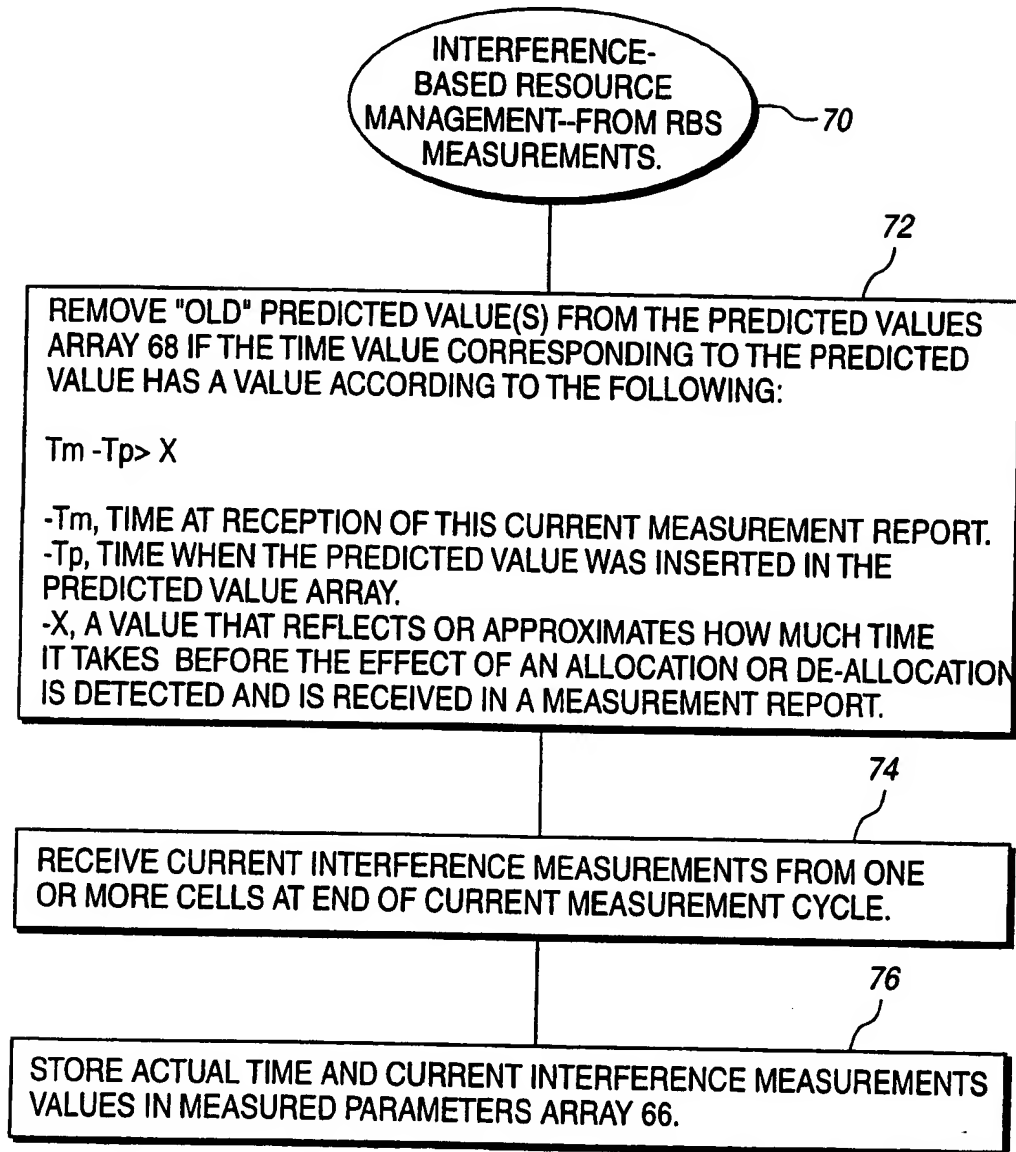 INTERFERENCE-
BASED RESOURCE
MANAGEMENT--FROM RBS
MEASUREMENTS.
70
72
REMOVE "OLD" PREDICTED VALUE(S) FROM THE PREDICTED VALUES
ARRAY 68 IF THE TIME VALUE CORRESPONDING TO THE PREDICTED
VALUE HAS A VALUE ACCORDING TO THE FOLLOWING:
Tm -Tp> X
-Tm, TIME AT RECEPTION OF THIS CURRENT MEASUREMENT REPORT.
-Tp, TIME WHEN THE PREDICTED VALUE WAS INSERTED IN THE
PREDICTED VALUE ARRAY.
-X, A VALUE THAT REFLECTS OR APPROXIMATES HOW MUCH TIME
IT TAKES BEFORE THE EFFECT OF AN ALLOCATION OR DE-ALLOCATION
IS DETECTED AND IS RECEIVED IN A MEASUREMENT REPORT.
74
RECEIVE CURRENT INTERFERENCE MEASUREMENTS FROM ONE
OR MORE CELLS AT END OF CURRENT MEASUREMENT CYCLE.
76
STORE ACTUAL TIME AND CURRENT INTERFERENCE MEASUREMENTS
VALUES IN MEASURED PARAMETERS ARRAY 66.